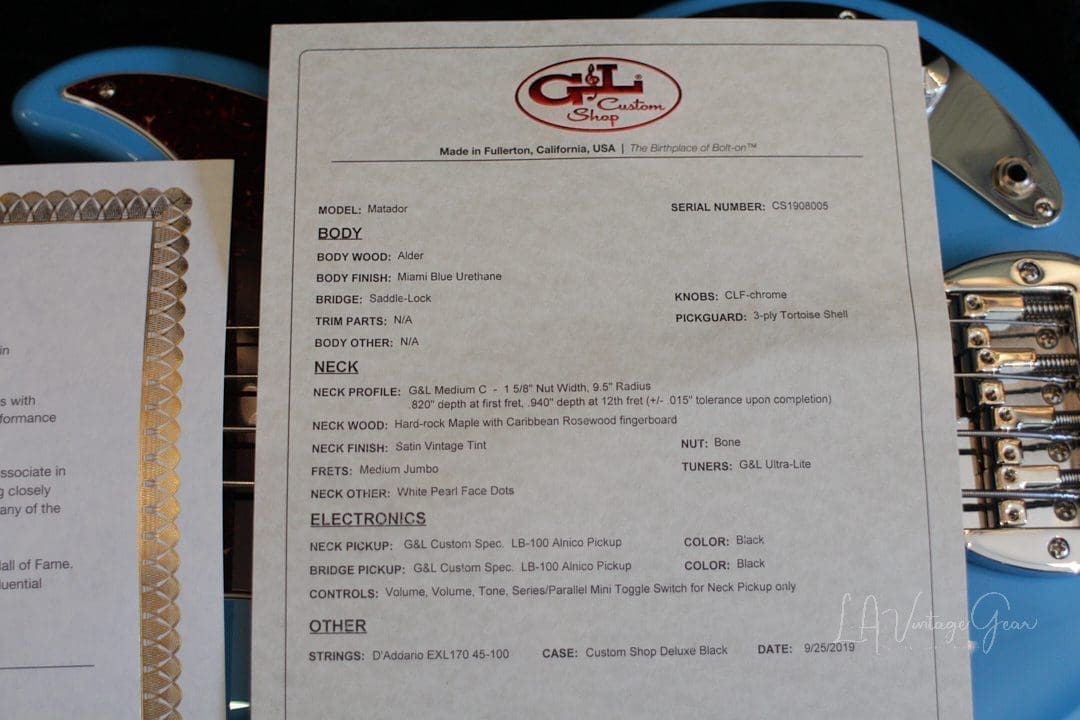 G&L® Custom Shop
Made in Fullerton, California, USA | The Birthplace of Bolt-on™
MODEL: Matador SERIAL NUMBER: CS1908005
BODY
BODY WOOD: Alder
BODY FINISH: Miami Blue Urethane
BRIDGE: Saddle-Lock KNOBS: CLF-chrome
TRIM PARTS: N/A PICKGUARD: 3-ply Tortoise Shell
BODY OTHER: N/A
NECK
NECK PROFILE: G&L Medium C - 1 5/8" Nut Width, 9.5" Radius
.820" depth at first fret, .940" depth at 12th fret (+/- .015" tolerance upon completion)
NECK WOOD: Hard-rock Maple with Caribbean Rosewood fingerboard
NECK FINISH: Satin Vintage Tint NUT: Bone
FRETS: Medium Jumbo TUNERS: G&L Ultra-Lite
NECK OTHER: White Pearl Face Dots
ELECTRONICS
NECK PICKUP: G&L Custom Spec. LB-100 Alnico Pickup COLOR: Black
BRIDGE PICKUP: G&L Custom Spec. LB-100 Alnico Pickup COLOR: Black
CONTROLS: Volume, Volume, Tone, Series/Parallel Mini Toggle Switch for Neck Pickup only
OTHER
STRINGS: D'Addario EXL170 45-100 CASE: Custom Shop Deluxe Black DATE: 9/25/2019
in
s with
formance
ssociate in
g closely
any of the
all of Fame.
uential
LA Vintage Gear